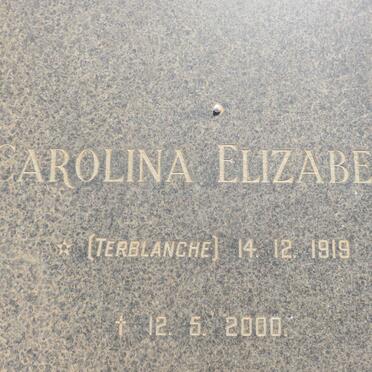 CAROLINA ELIZABE
☆ (TERBLANCHE) 14. 12. 1919
† 12. 5. 2000.